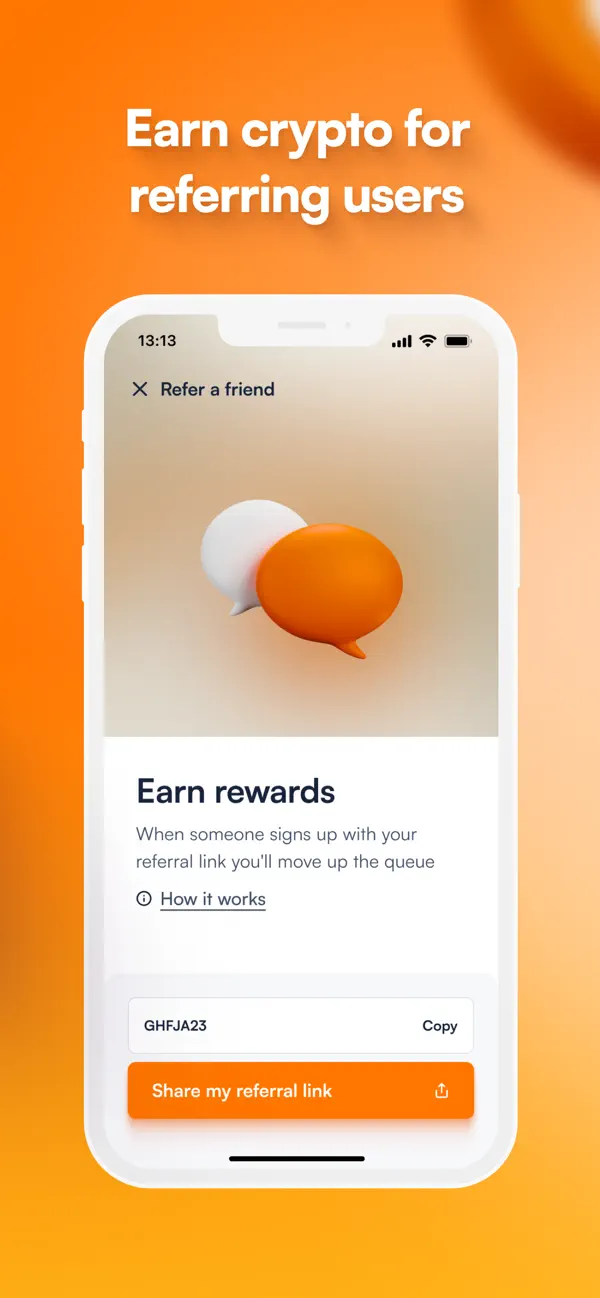 Earn crypto for
referring users
13:13
Refer a friend
Earn rewards
When someone signs up with your
referral link you'll move up the queue
How it works
GHFJA23 Copy
Share my referral link